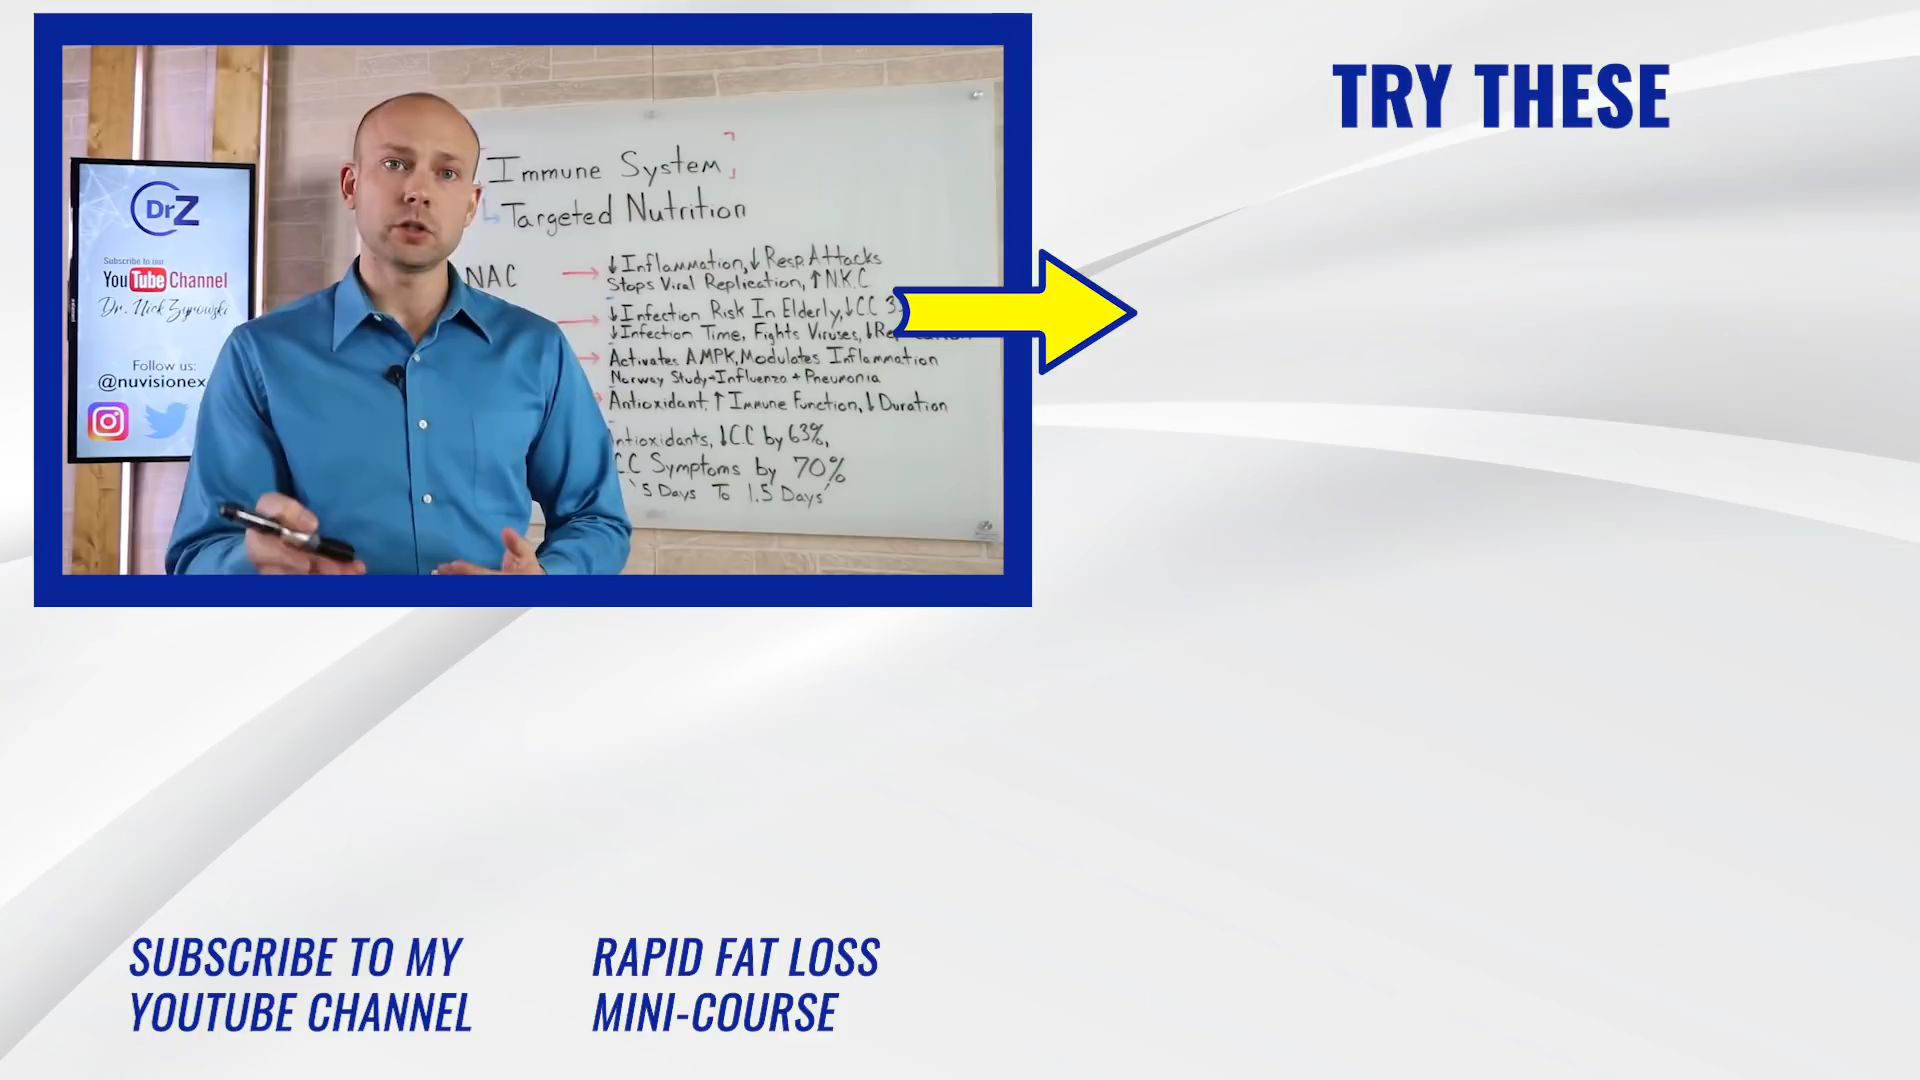 TRY THESE
DrZ
Subscribe to our
YouTube Channel
Dr. Nick Zyrowski
Follow us:
Immune System
Targeted Nutrition
NAC
↓Inflammation, ↓Resp. Attacks
Stops Viral Replication, ↑N.K.C
↓Infection Risk In Elderly, ↓CC
↓Infection Time, Fights Viruses,
Activates AMPK, Modulates Inflammation
Norway Study→Influenza + Pneumonia
Antioxidant, ↑Immune Function, ↓Duration
↓C.C by 63%,
Symptoms by 70%
5 Days To 1.5 Days
SUBSCRIBE TO MY
YOUTUBE CHANNEL
RAPID FAT LOSS
MINI-COURSE